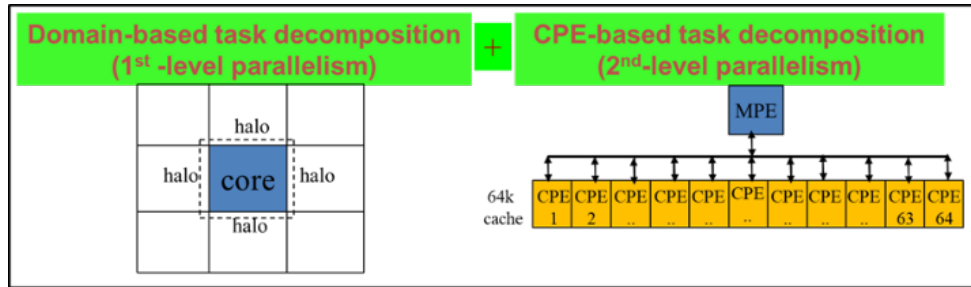 Domain-based task decomposition
(1st -level parallelism)
+
CPE-based task decomposition
(2nd-level parallelism)
halo
halo
core
halo
halo
MPE
64k
cache
CPE CPE CPE CPE CPE CPE CPE CPE CPE CPE CPE
1 2 .. .. .. .. .. .. .. 63 64